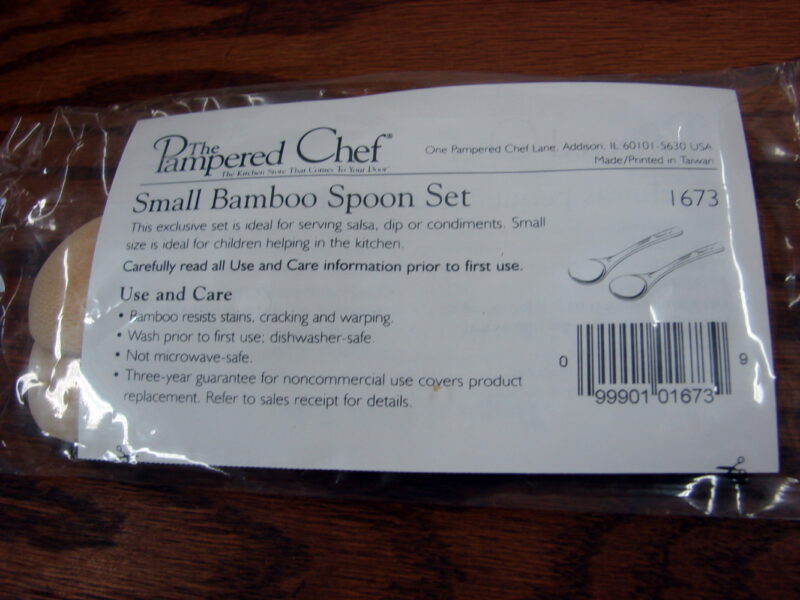 The Pampered Chef®
The Kitchen Store That Comes To Your Door®
One Pampered Chef Lane, Addison, IL 60101-5630 USA
Made/Printed in Taiwan
Small Bamboo Spoon Set
1673
This exclusive set is ideal for serving salsa, dip or condiments. Small
size is ideal for children helping in the kitchen.
Carefully read all Use and Care information prior to first use.
Use and Care
• Bamboo resists stains, cracking and warping.
• Wash prior to first use; dishwasher-safe.
• Not microwave-safe.
• Three-year guarantee for noncommercial use covers product
replacement. Refer to sales receipt for details.
0 99901 01673 9